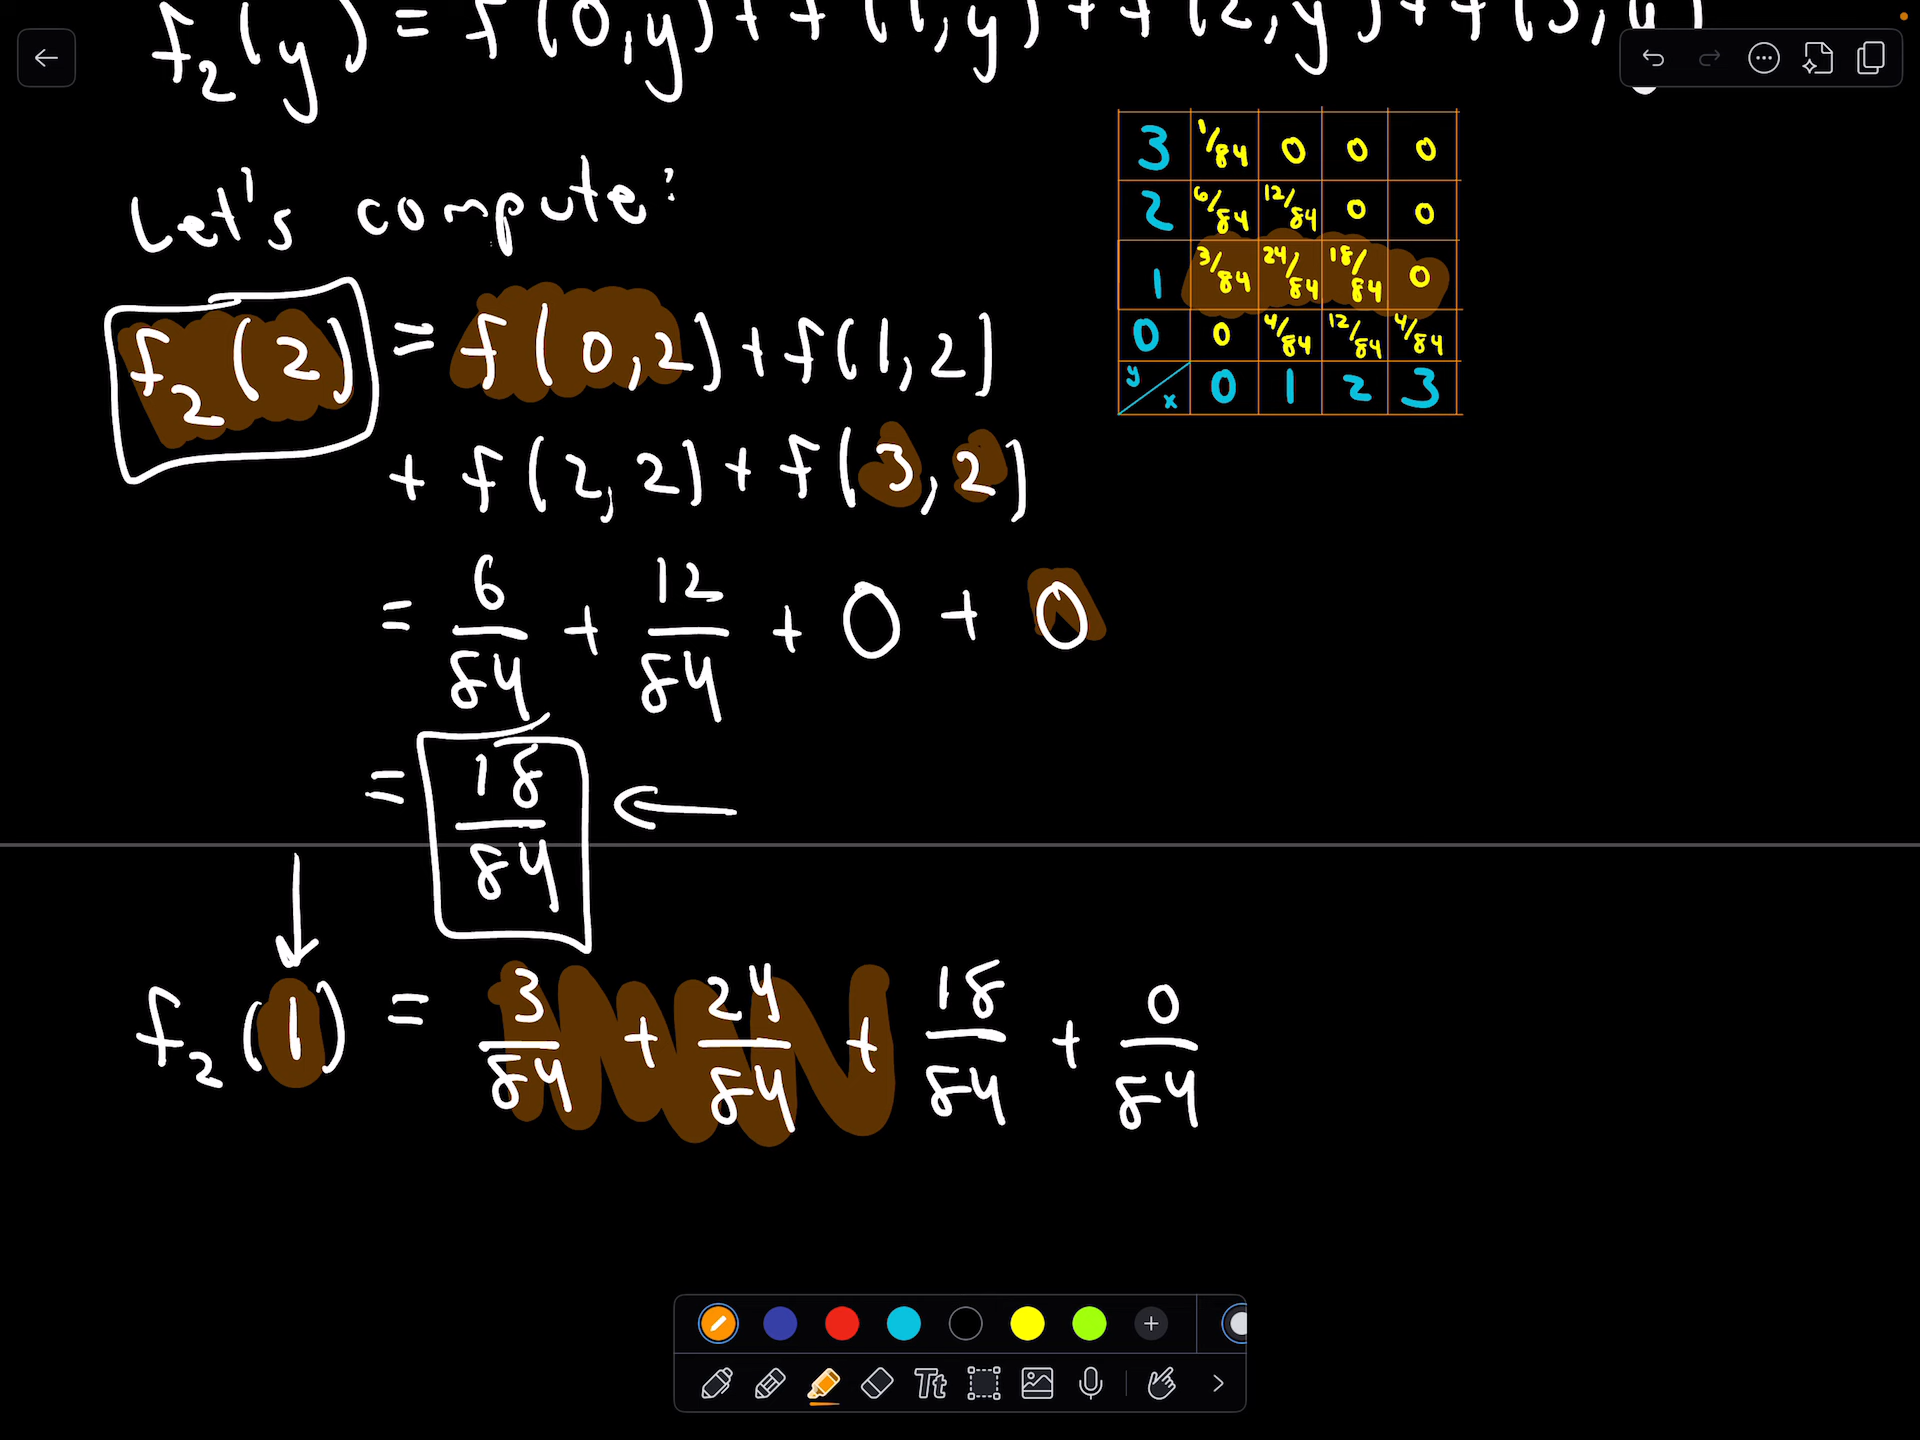 f₂(y) = f(0,y) + f(1,y) + f(2,y) + f(3,y)
Let's compute:
f₂(2) = f(0,2) + f(1,2)
+ f(2,2) + f(3,2)
= 6/84 + 12/84 + 0 + 0
= 18/84 ←
f₂(1) = 3/84 + 24/84 + 18/84 + 0/84
3 1/84 0 0 0
2 6/84 12/84 0 0
1 3/84 24/84 18/84 0
0 0 4/84 12/84 4/84
y/x 0 1 2 3
Tt